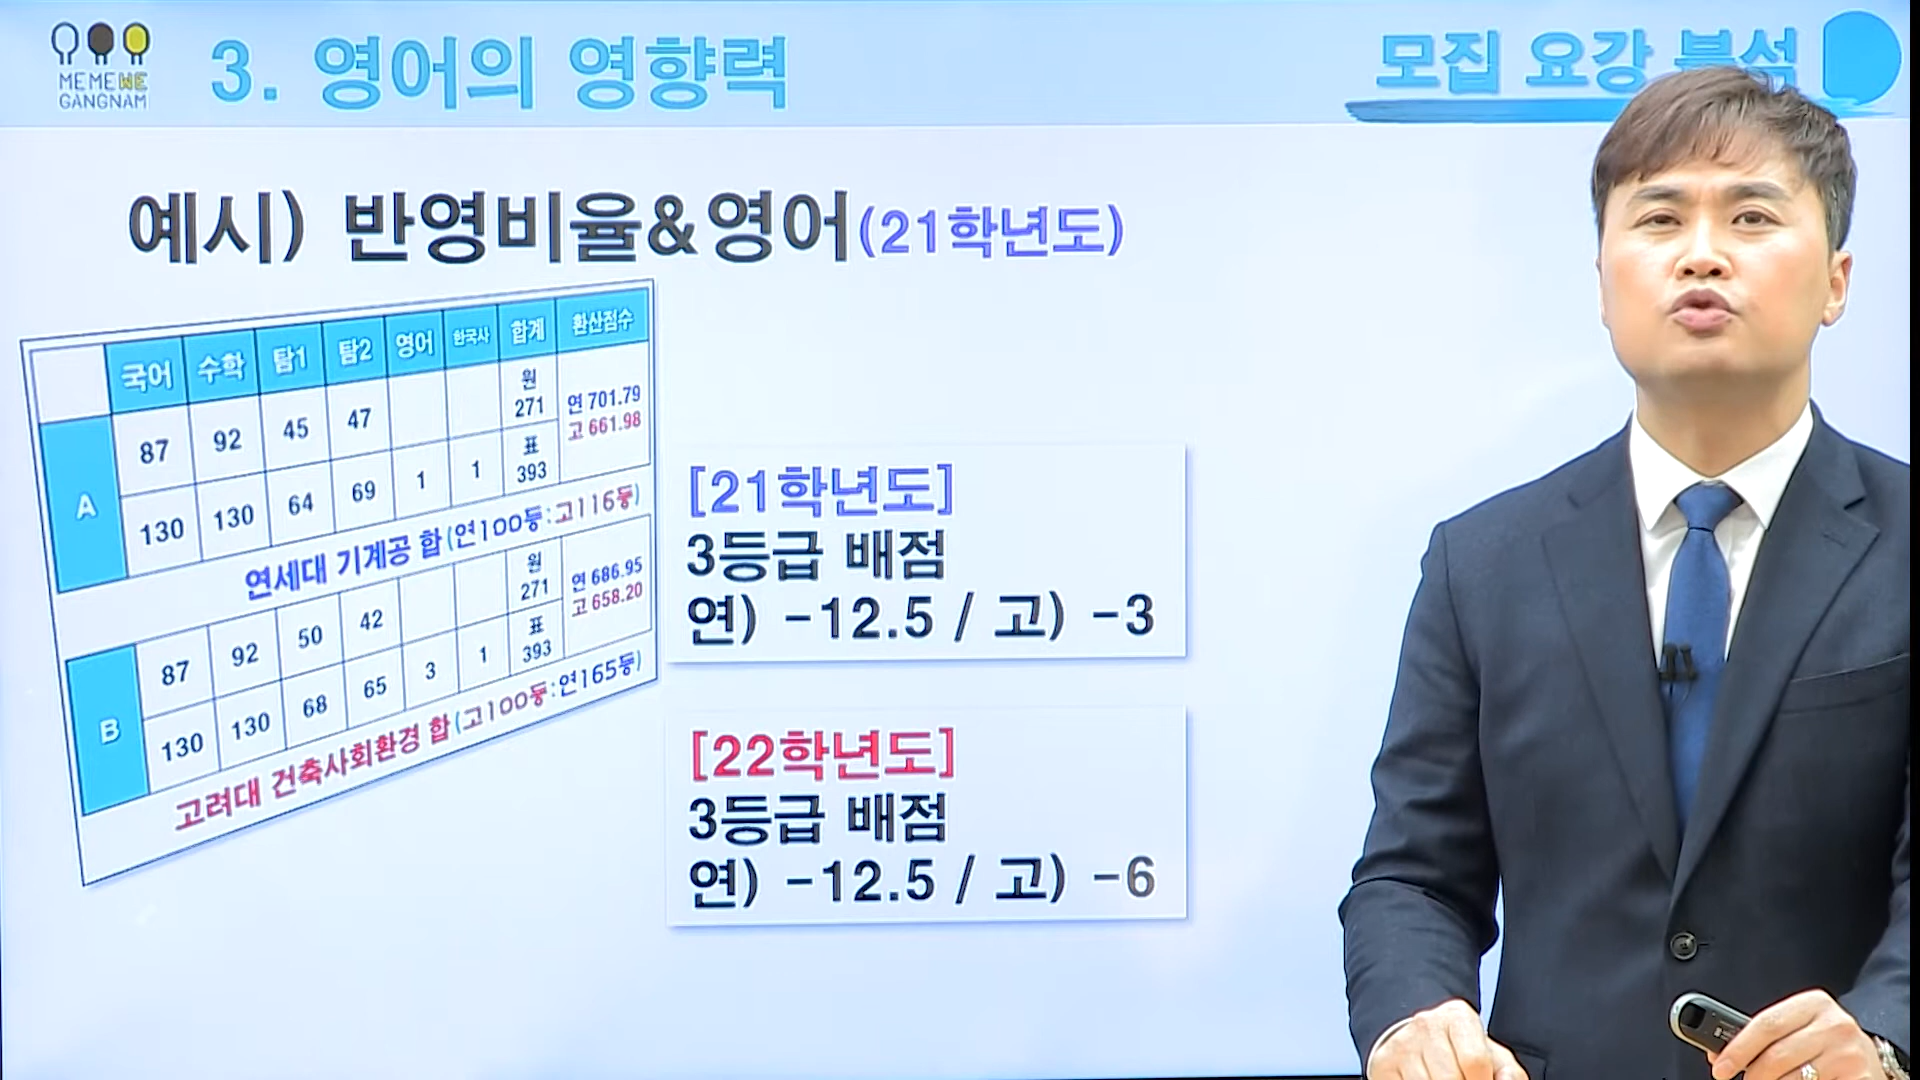 MEMEWE
GANGNAM
3. 영어의 영향력
모집 요강 분석
예시) 반영비율&영어(21학년도)
국어 수학 탐1 탐2 영어 한국사 합계 환산점수
A
87 92 45 47 원 271
130 130 64 69 1 1 표 393
연 701.79
고 661.98
연세대 기계공 합(연100등:고116등)
B
87 92 50 42 원 271
130 130 68 65 3 1 표 393
연 686.95
고 658.20
고려대 건축사회환경 합(고100등:연165등)
[21학년도]
3등급 배점
연) -12.5 / 고) -3
[22학년도]
3등급 배점
연) -12.5 / 고) -6